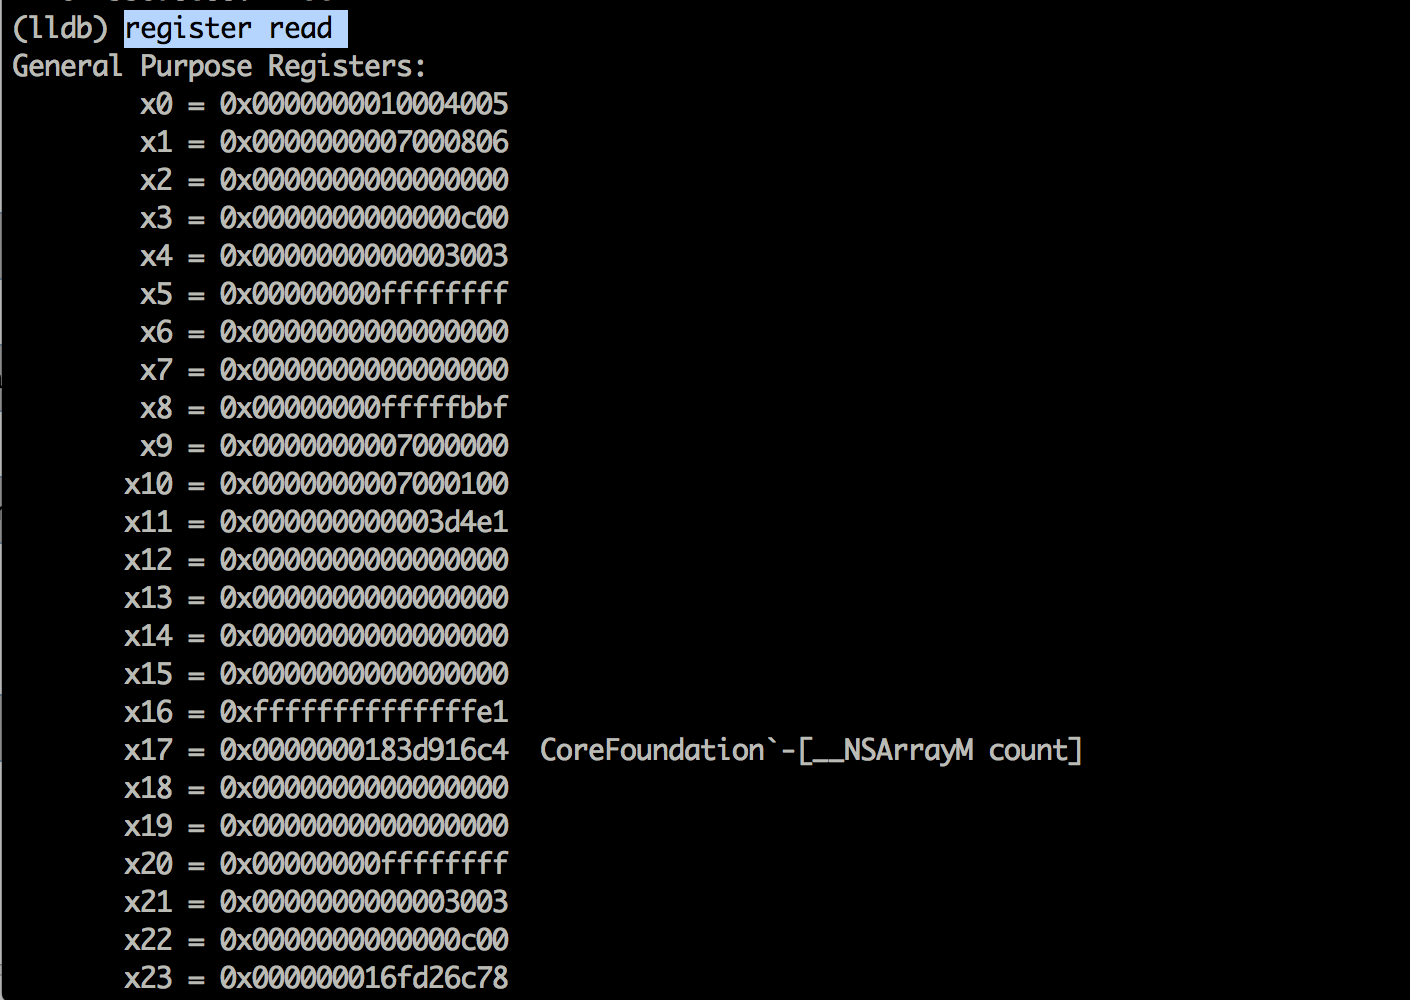 (lldb) register read
General Purpose Registers:
x0 = 0x0000000010004005
x1 = 0x0000000007000806
x2 = 0x0000000000000000
x3 = 0x0000000000000c00
x4 = 0x0000000000003003
x5 = 0x00000000ffffffff
x6 = 0x0000000000000000
x7 = 0x0000000000000000
x8 = 0x00000000fffffbbf
x9 = 0x0000000007000000
x10 = 0x0000000007000100
x11 = 0x000000000003d4e1
x12 = 0x0000000000000000
x13 = 0x0000000000000000
x14 = 0x0000000000000000
x15 = 0x0000000000000000
x16 = 0xffffffffffffffe1
x17 = 0x0000000183d916c4  CoreFoundation`-[__NSArrayM count]
x18 = 0x0000000000000000
x19 = 0x0000000000000000
x20 = 0x00000000ffffffff
x21 = 0x0000000000003003
x22 = 0x0000000000000c00
x23 = 0x000000016fd26c78